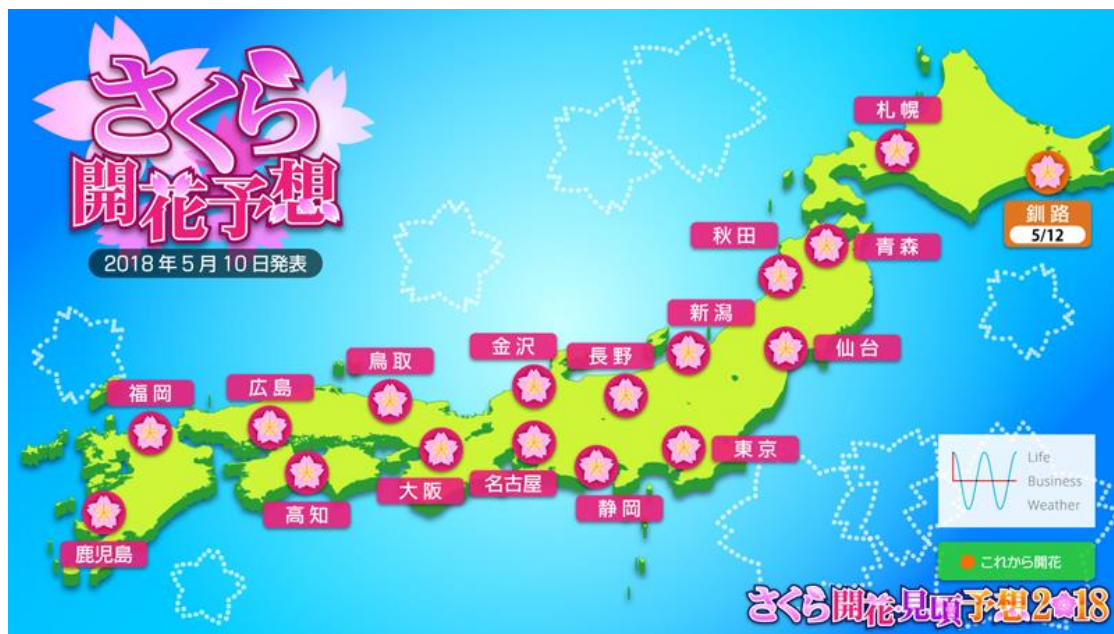 さくら
開花予想
2018年5月10日発表
札幌
釧路
5/12
青森
秋田
新潟
仙台
金沢
長野
鳥取
広島
福岡
東京
名古屋
静岡
大阪
高知
鹿児島
Life
Business
Weather
これから開花
さくら開花・見頃予想2018